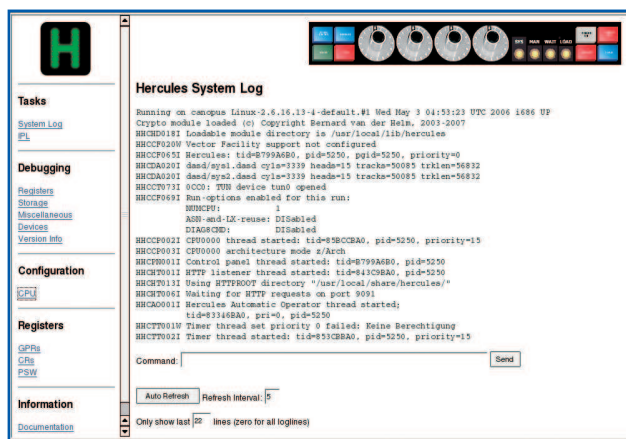 H
SYS MAN WAIT LOAD
Tasks
System Log
IPL
Debugging
Registers
Storage
Miscellaneous
Devices
Version Info
Configuration
CPU
Registers
GPRs
CRs
PSW
Information
Documentation
Hercules System Log
Running on canopus Linux-2.6.16.13-4-default.#1 Wed May 3 04:53:23 UTC 2006 i686 UP
Crypto module loaded (c) Copyright Bernard van der Helm, 2003-2007
HHCHD018I Loadable module directory is /usr/local/lib/hercules
HHCCF020W Vector Facility support not configured
HHCCF065I Hercules: tid=B799A6B0, pid=5250, pgid=5250, priority=0
HHCDA020I dasd/sys1.dasd cyls=3339 heads=15 tracks=50085 trklen=56832
HHCDA020I dasd/sys2.dasd cyls=3339 heads=15 tracks=50085 trklen=56832
HHCCT073I 0CC0: TUN device tun0 opened
HHCCF069I Run-options enabled for this run:
NUMCPU: 1
ASN-and-LX-reuse: DISabled
DIAG8CMD: DISabled
HHCCP002I CPU0000 thread started: tid=85BCCBA0, pid=5250, priority=15
HHCCP003I CPU0000 architecture mode z/Arch
HHCPN001I Control panel thread started: tid=B799A6B0, pid=5250
HHCHT001I HTTP listener thread started: tid=843C9BA0, pid=5250
HHCHT013I Using HTTPROOT directory "/usr/local/share/hercules/"
HHCHT006I Waiting for HTTP requests on port 9091
HHCAO001I Hercules Automatic Operator thread started;
tid=83346BA0, pri=0, pid=5250
HHCTT001W Timer thread set priority 0 failed: Keine Berechtigung
HHCTT002I Timer thread started: tid=853CBBA0, pid=5250, priority=15
Command: Send
Auto Refresh Refresh Interval: 5
Only show last 22 lines (zero for all loglines)